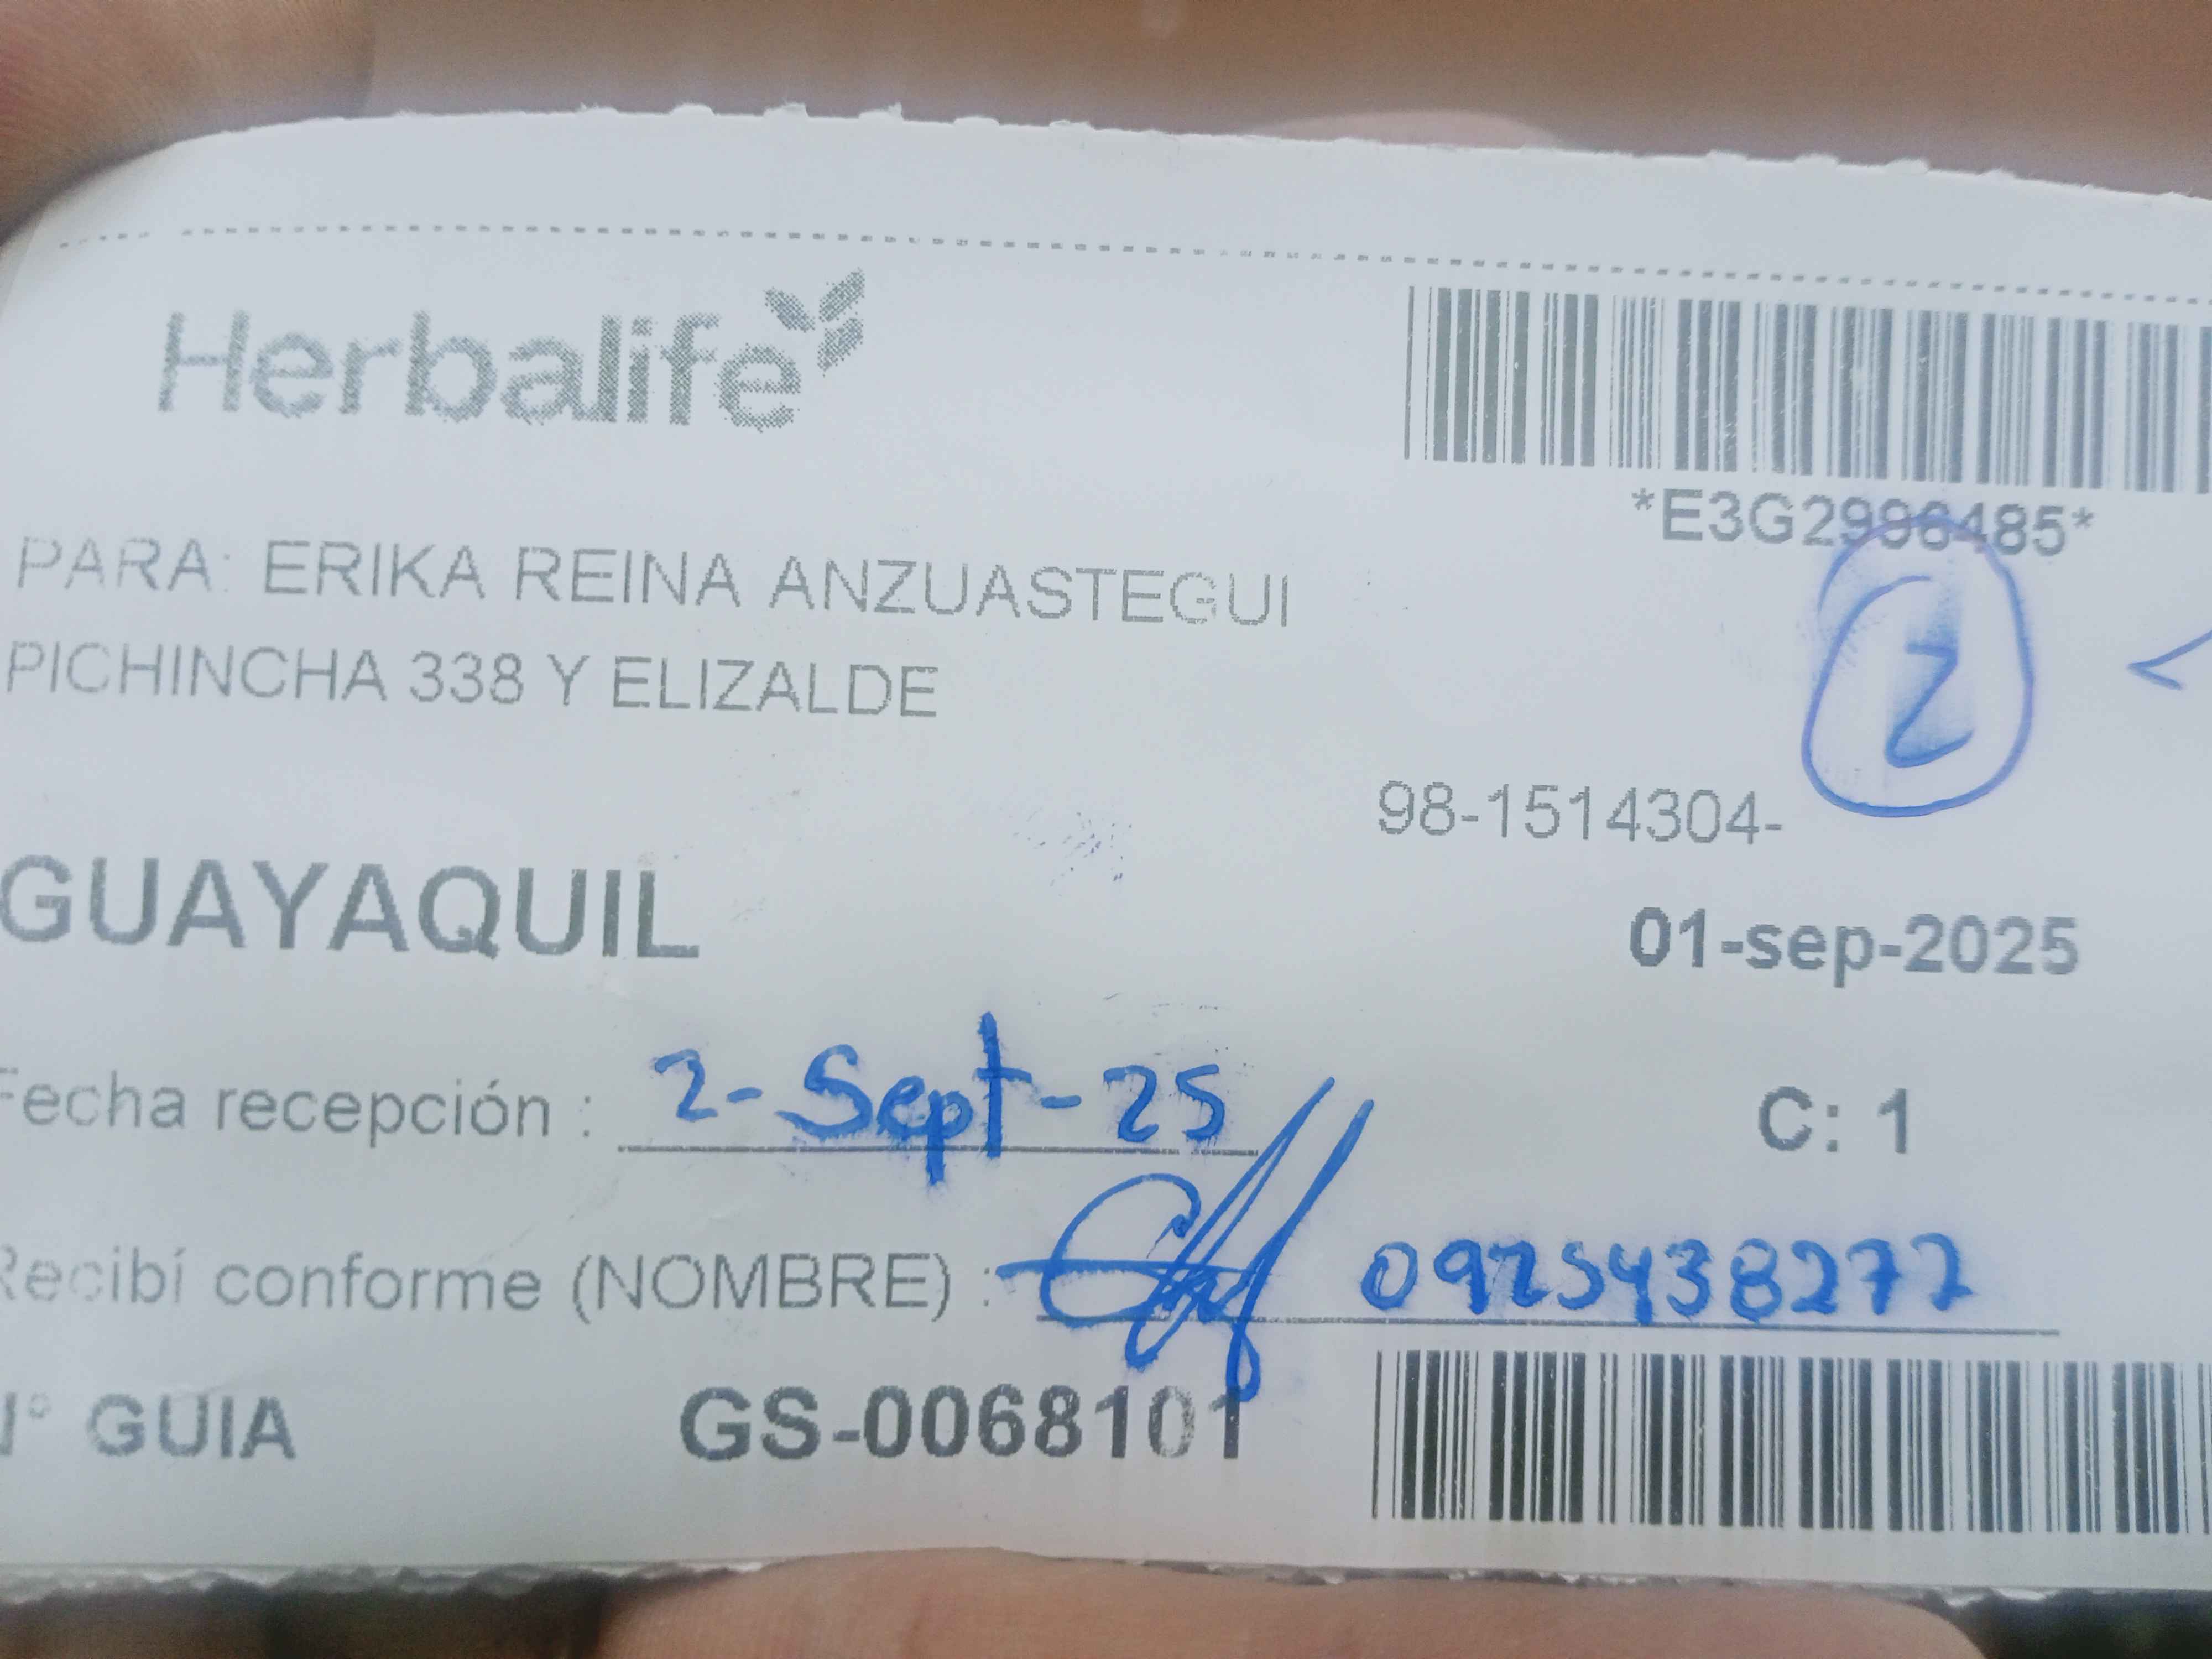 Herbalife
*E3G2996485*
PARA: ERIKA REINA ANZUASTEGUI
PICHINCHA 338 Y ELIZALDE
2
98-1514304-
GUAYAQUIL
01-sep-2025
Fecha recepción : 2-Sept-25
C: 1
Recibí conforme (NOMBRE) : 0925438277
N° GUIA GS-0068101